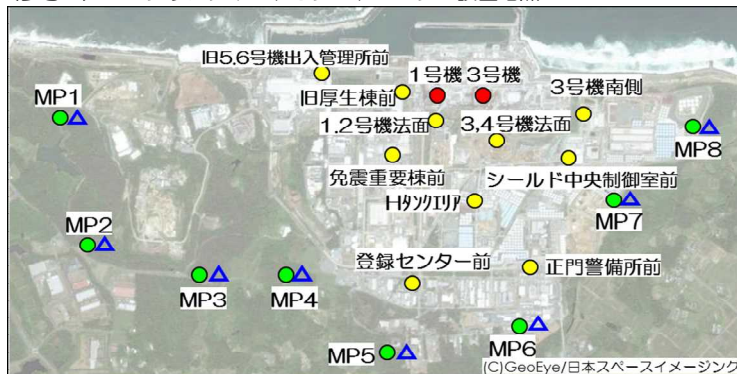 旧5.6号機出入管理所前
1号機
3号機
MP1
旧厚生棟前
3号機南側
1.2号機法面
3,4号機法面
MP8
免震重要棟前
シールド中央制御室前
Hﾀﾝｸｴﾘｱ
MP7
MP2
登録センター前
正門警備所前
MP3
MP4
MP5
MP6
(C)GeoEye/日本スペースイメージング